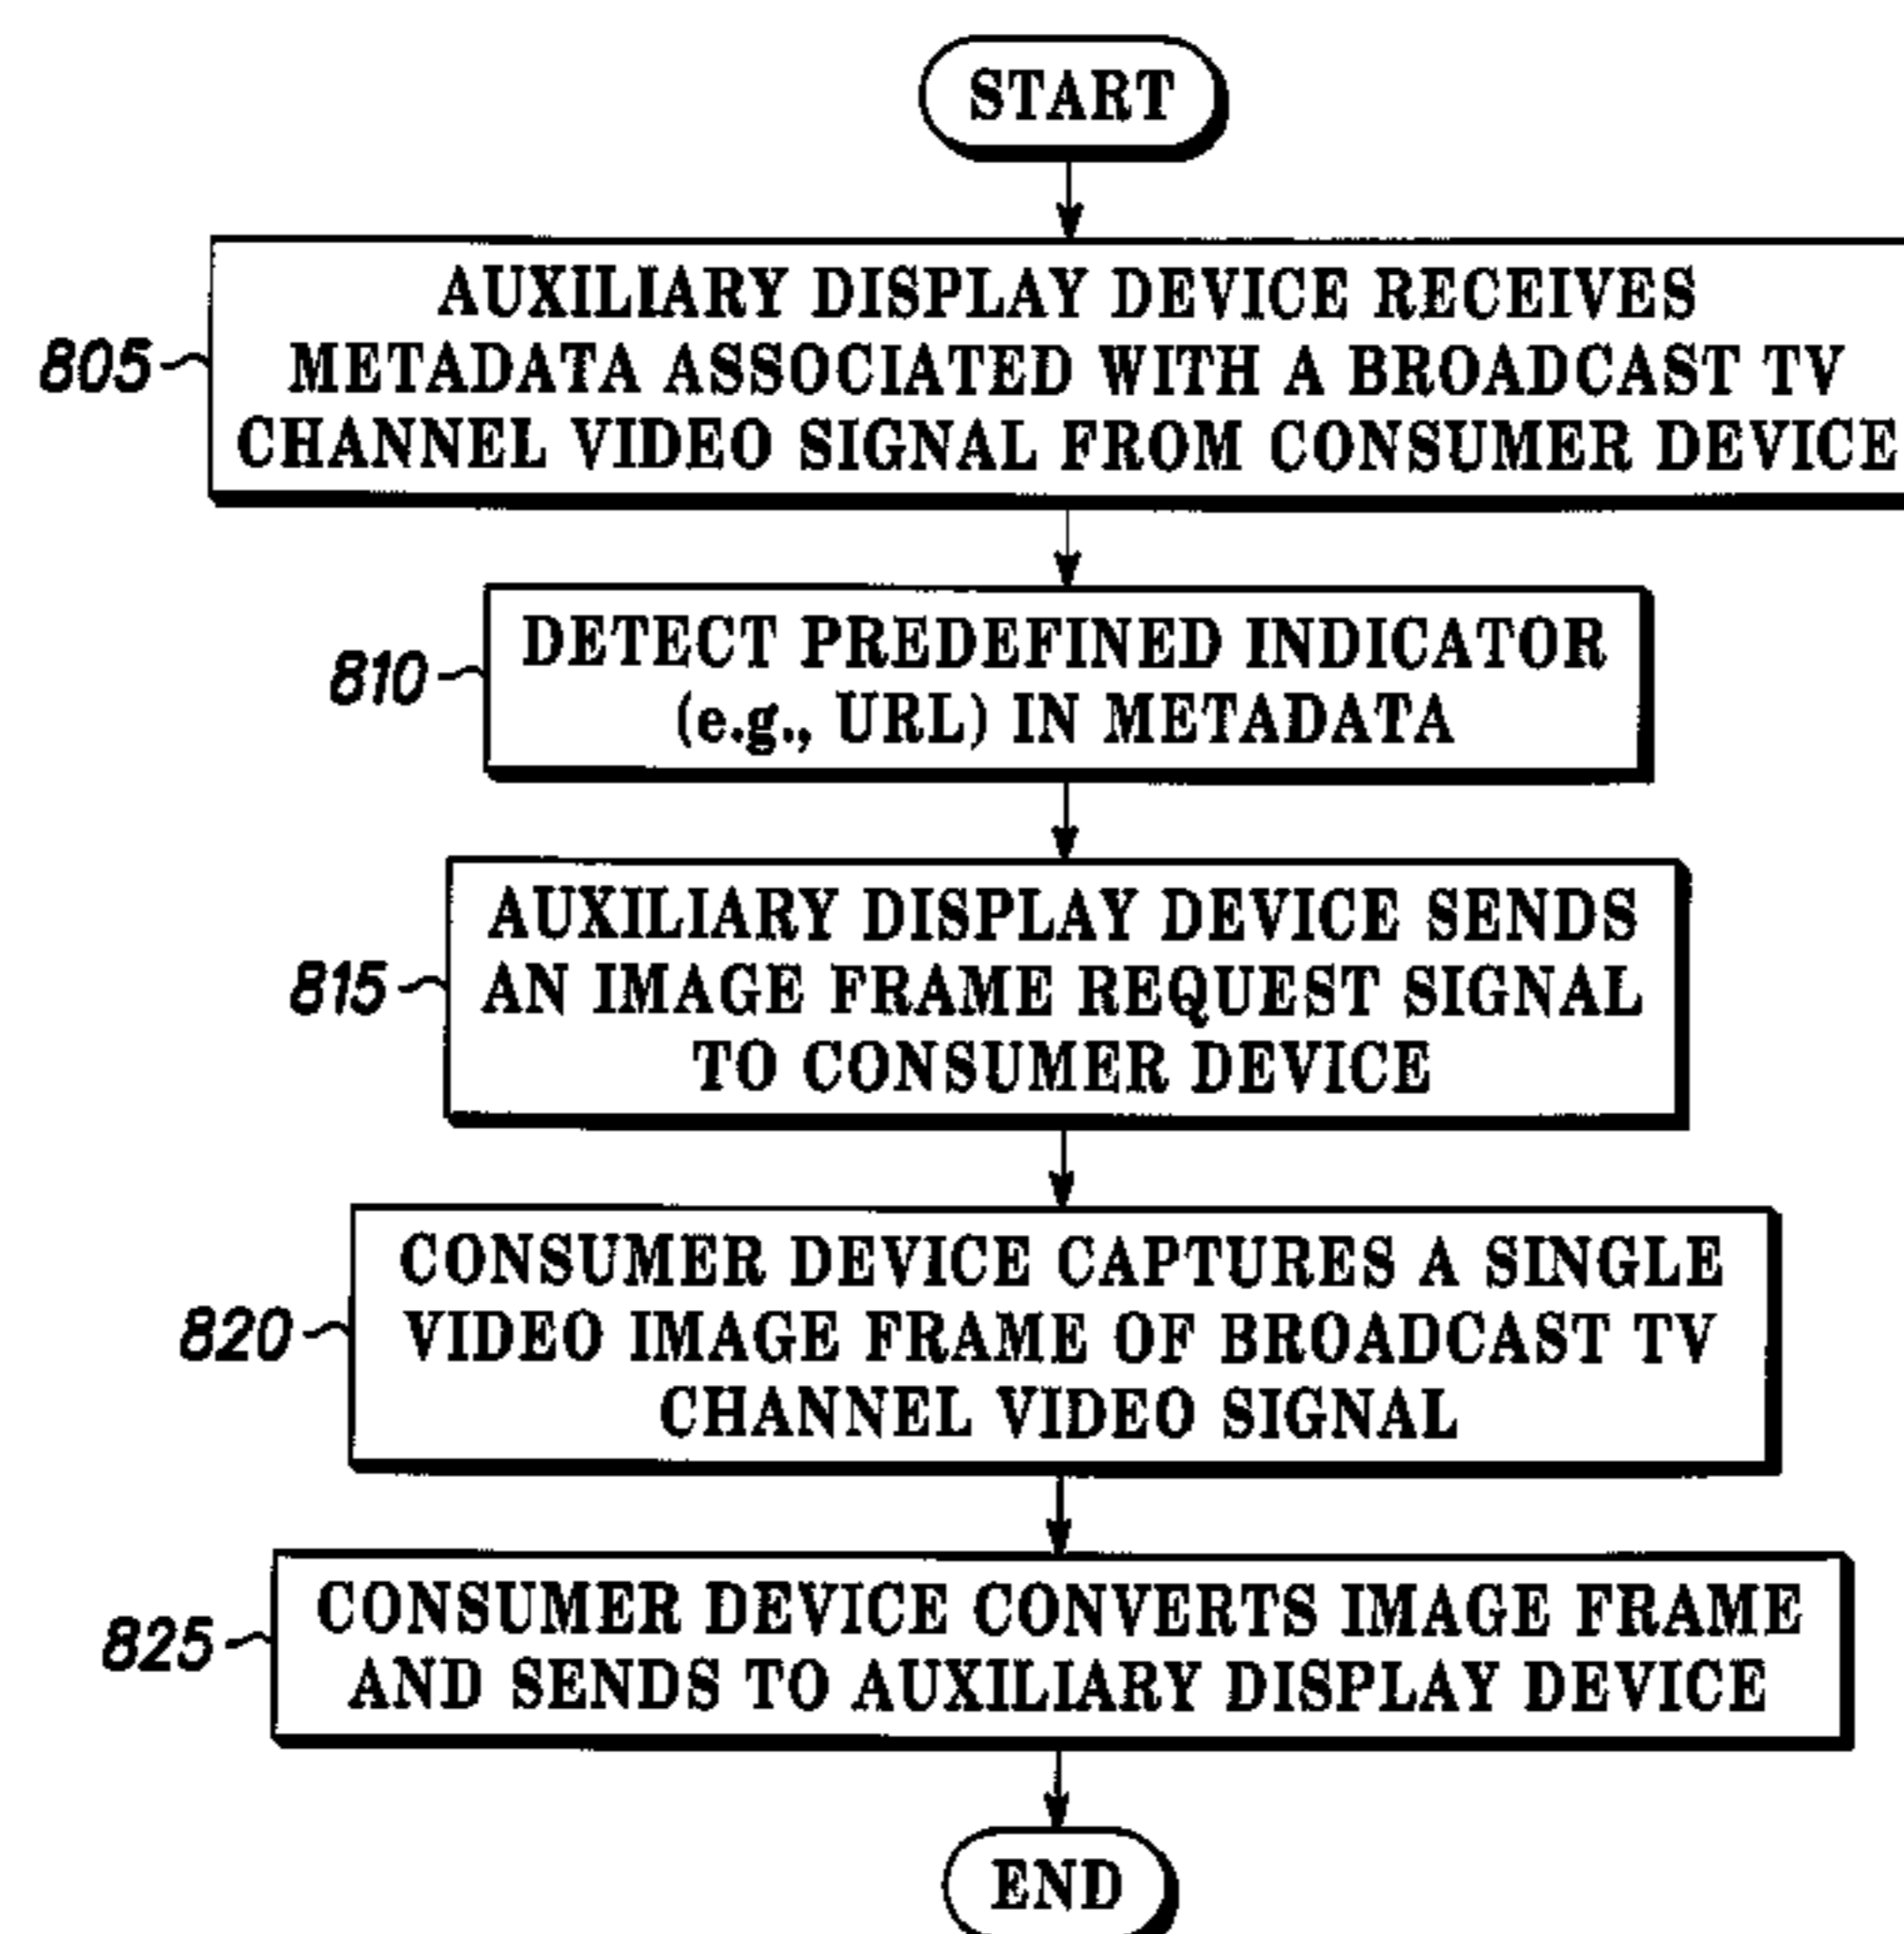 START
805
AUXILIARY DISPLAY DEVICE RECEIVES
METADATA ASSOCIATED WITH A BROADCAST TV
CHANNEL VIDEO SIGNAL FROM CONSUMER DEVICE
810
DETECT PREDEFINED INDICATOR
(e.g., URL) IN METADATA
815
AUXILIARY DISPLAY DEVICE SENDS
AN IMAGE FRAME REQUEST SIGNAL
TO CONSUMER DEVICE
820
CONSUMER DEVICE CAPTURES A SINGLE
VIDEO IMAGE FRAME OF BROADCAST TV
CHANNEL VIDEO SIGNAL
825
CONSUMER DEVICE CONVERTS IMAGE FRAME
AND SENDS TO AUXILIARY DISPLAY DEVICE
END